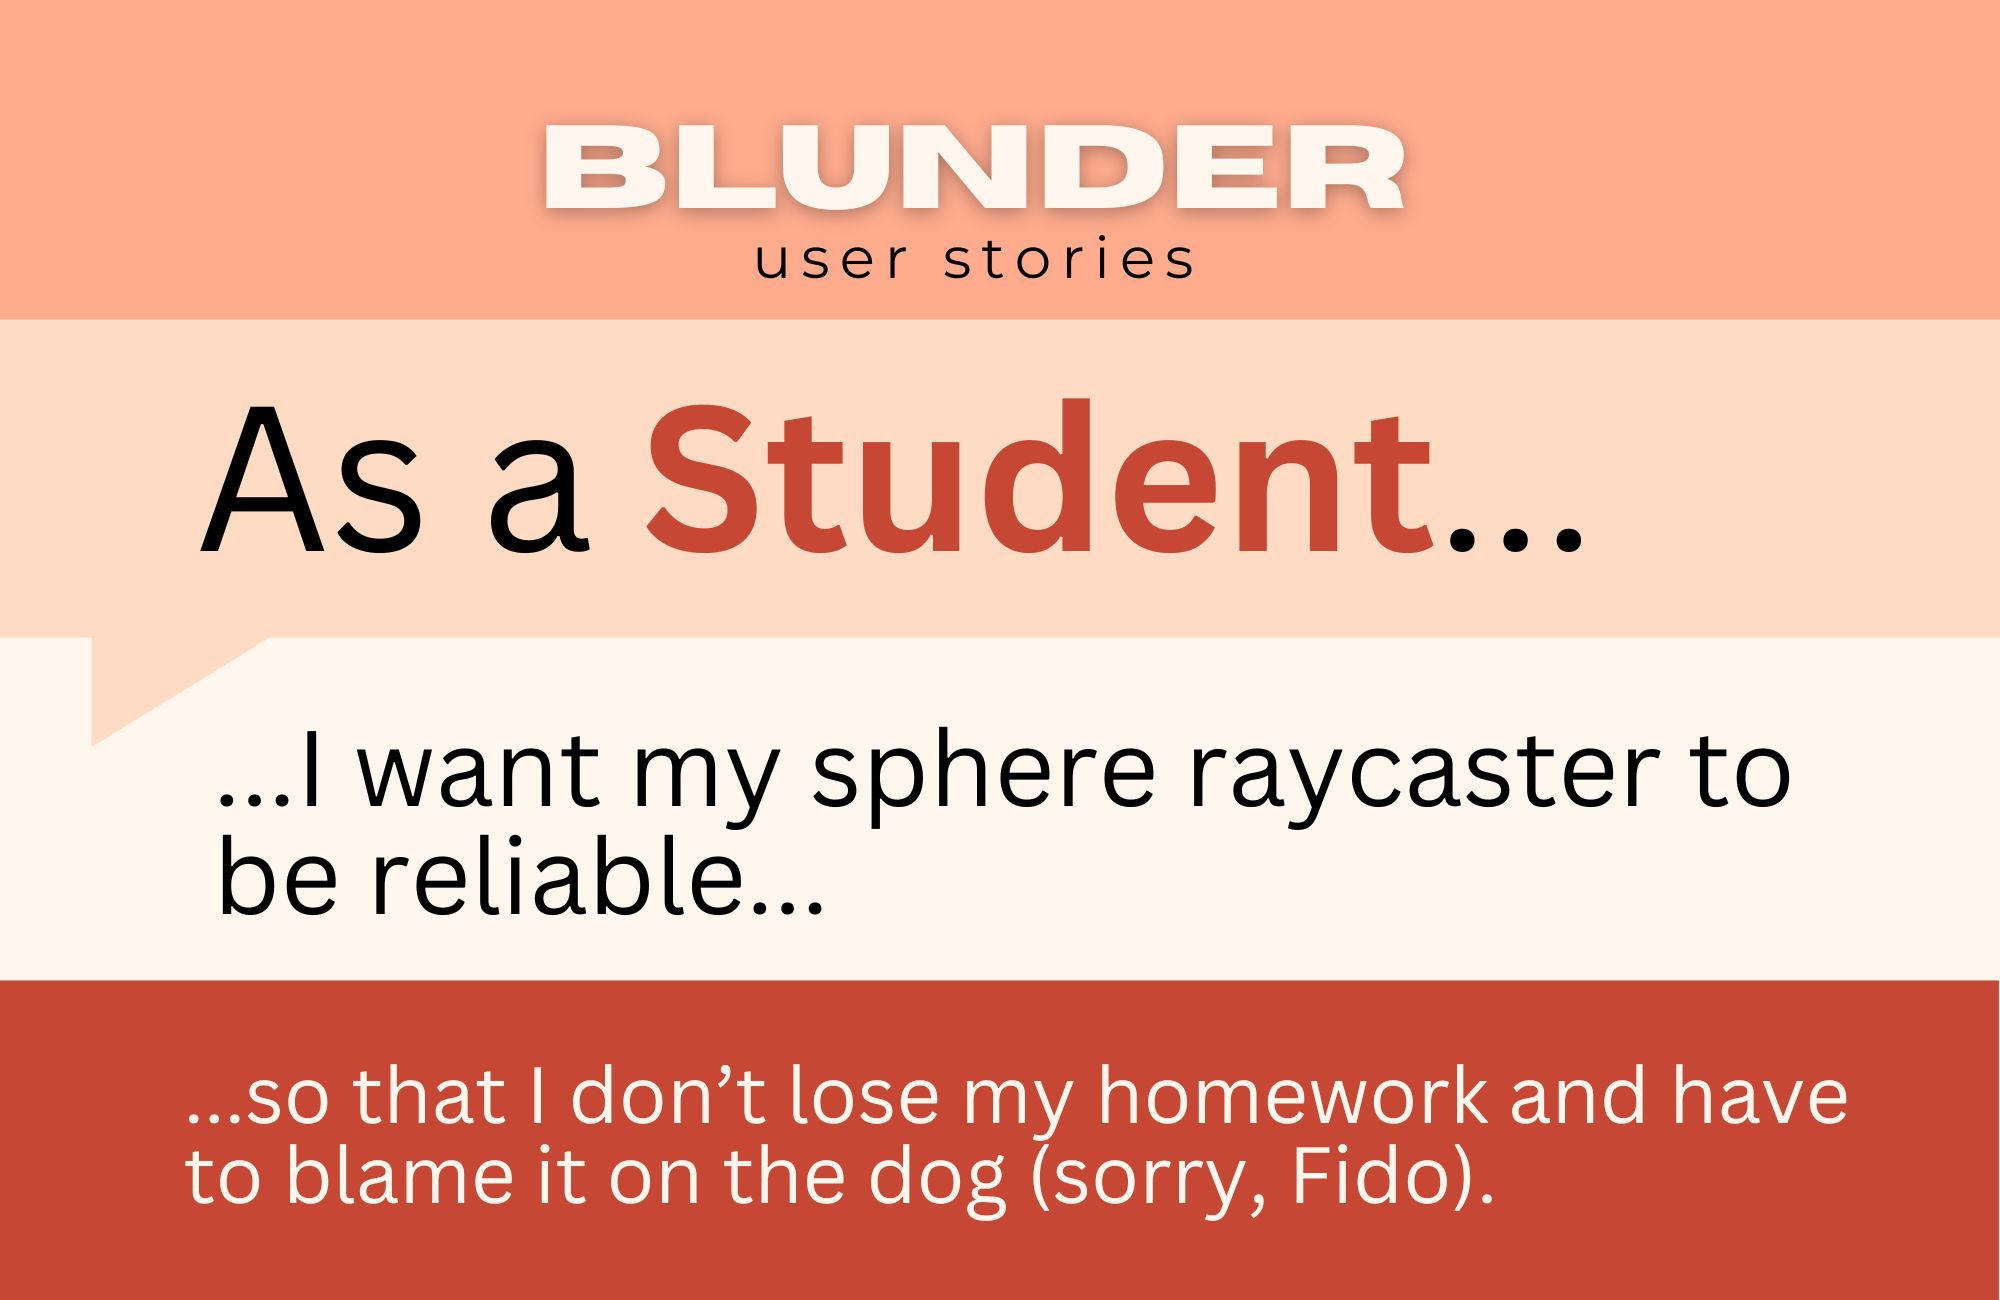 BLUNDER
user stories
As a Student...
...I want my sphere raycaster to
be reliable...
...so that I don’t lose my homework and have
to blame it on the dog (sorry, Fido).